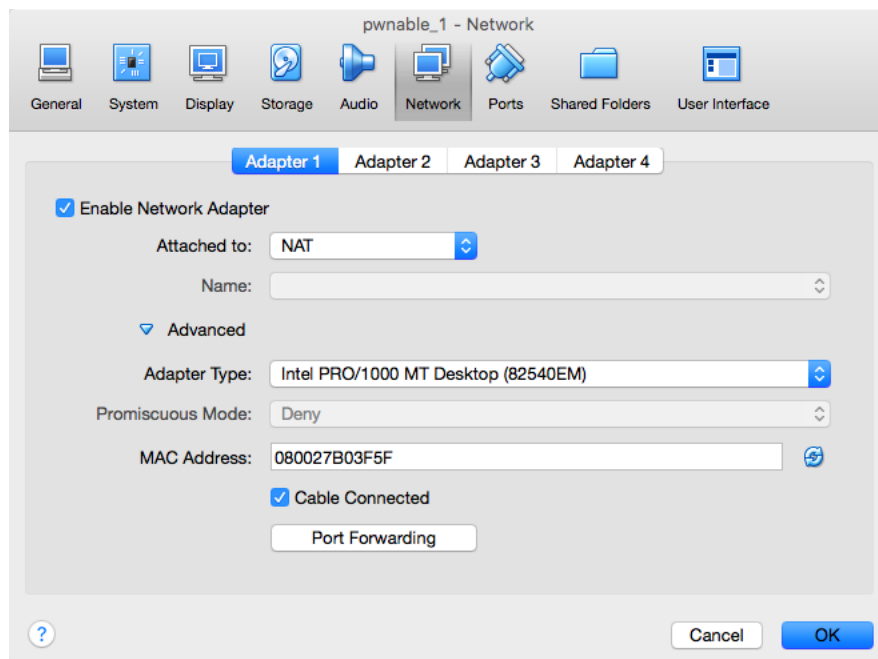 pwnable_1 - Network
General System Display Storage Audio Network Ports Shared Folders User Interface
Adapter 1 Adapter 2 Adapter 3 Adapter 4
Enable Network Adapter
Attached to: NAT
Name:
Advanced
Adapter Type: Intel PRO/1000 MT Desktop (82540EM)
Promiscuous Mode: Deny
MAC Address: 080027B03F5F
Cable Connected
Port Forwarding
? Cancel OK